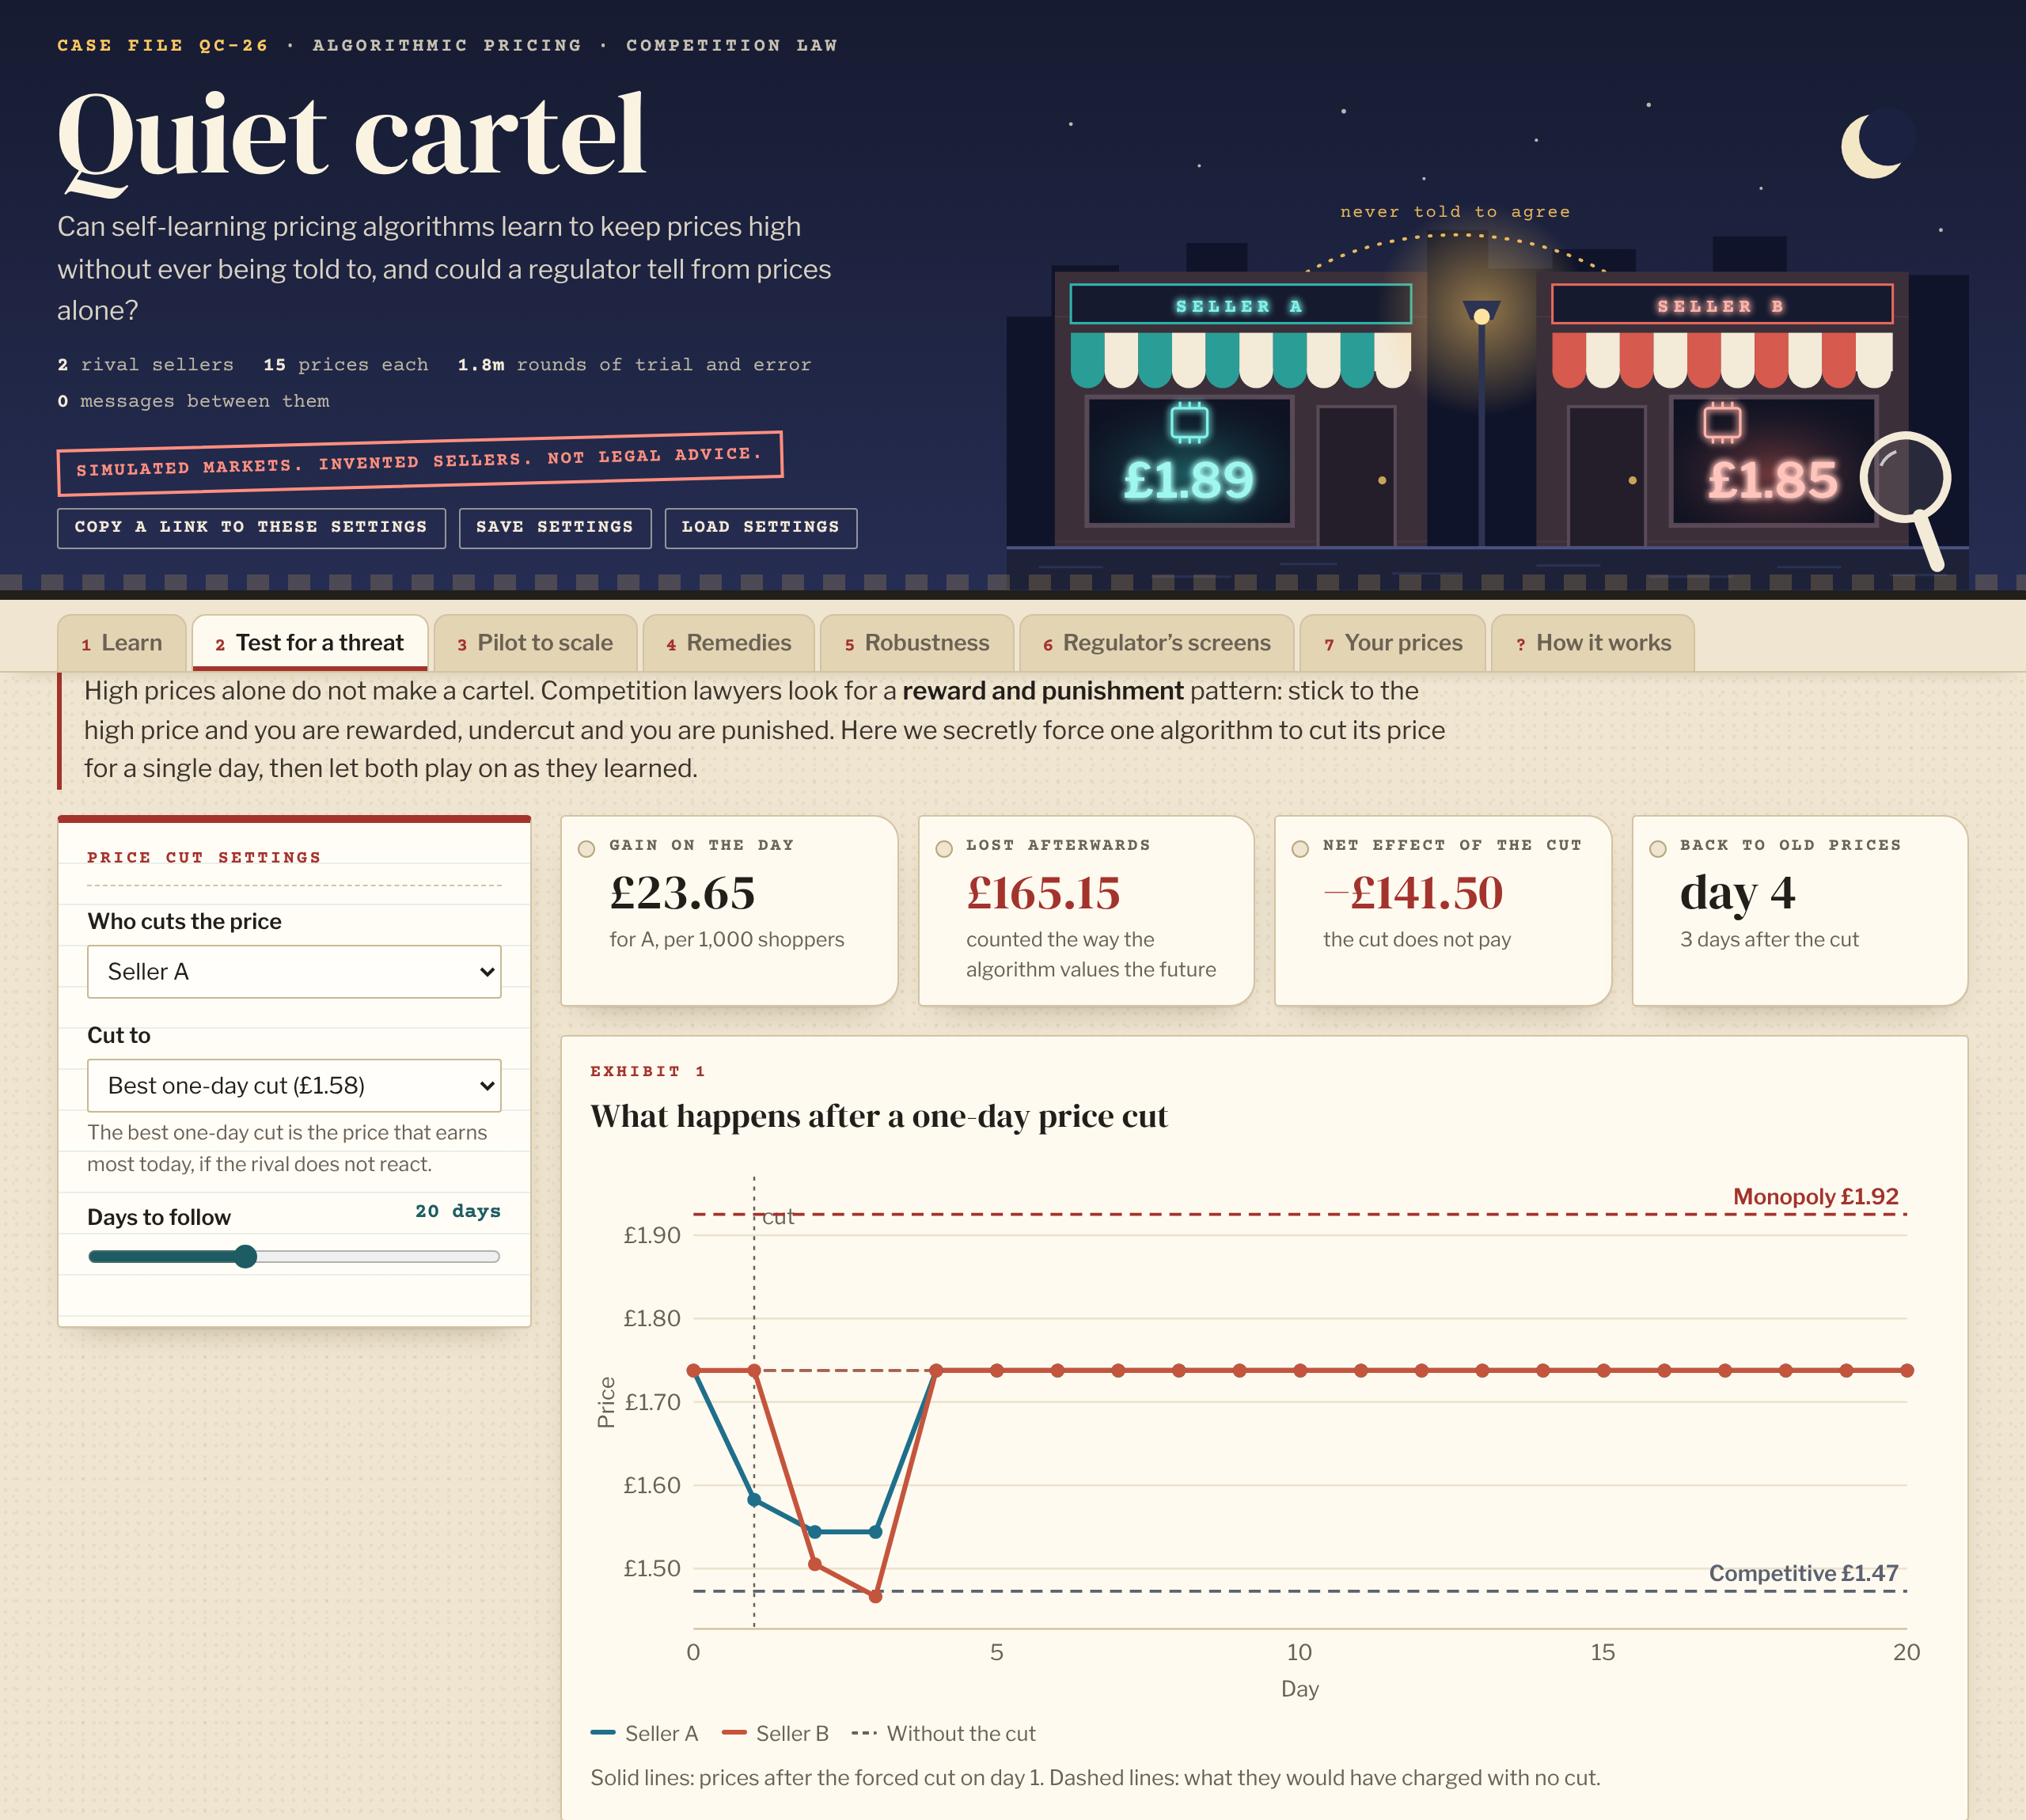 CASE FILE QC-26 · ALGORITHMIC PRICING · COMPETITION LAW
Quiet cartel
Can self-learning pricing algorithms learn to keep prices high
without ever being told to, and could a regulator tell from prices
alone?
2 rival sellers 15 prices each 1.8m rounds of trial and error
0 messages between them
SIMULATED MARKETS. INVENTED SELLERS. NOT LEGAL ADVICE.
COPY A LINK TO THESE SETTINGS SAVE SETTINGS LOAD SETTINGS
never told to agree
SELLER A SELLER B
£1.89 £1.85
1 Learn 2 Test for a threat 3 Pilot to scale 4 Remedies 5 Robustness 6 Regulator’s screens 7 Your prices ? How it works
High prices alone do not make a cartel. Competition lawyers look for a reward and punishment pattern: stick to the
high price and you are rewarded, undercut and you are punished. Here we secretly force one algorithm to cut its price
for a single day, then let both play on as they learned.
PRICE CUT SETTINGS
Who cuts the price
Seller A
Cut to
Best one-day cut (£1.58)
The best one-day cut is the price that earns
most today, if the rival does not react.
Days to follow 20 days
GAIN ON THE DAY
£23.65
for A, per 1,000 shoppers
LOST AFTERWARDS
£165.15
counted the way the
algorithm values the future
NET EFFECT OF THE CUT
−£141.50
the cut does not pay
BACK TO OLD PRICES
day 4
3 days after the cut
EXHIBIT 1
What happens after a one-day price cut
Monopoly £1.92
cut
£1.90
£1.80
£1.70
£1.60
£1.50
Price
Competitive £1.47
0 5 10 15 20
Day
Seller A Seller B Without the cut
Solid lines: prices after the forced cut on day 1. Dashed lines: what they would have charged with no cut.